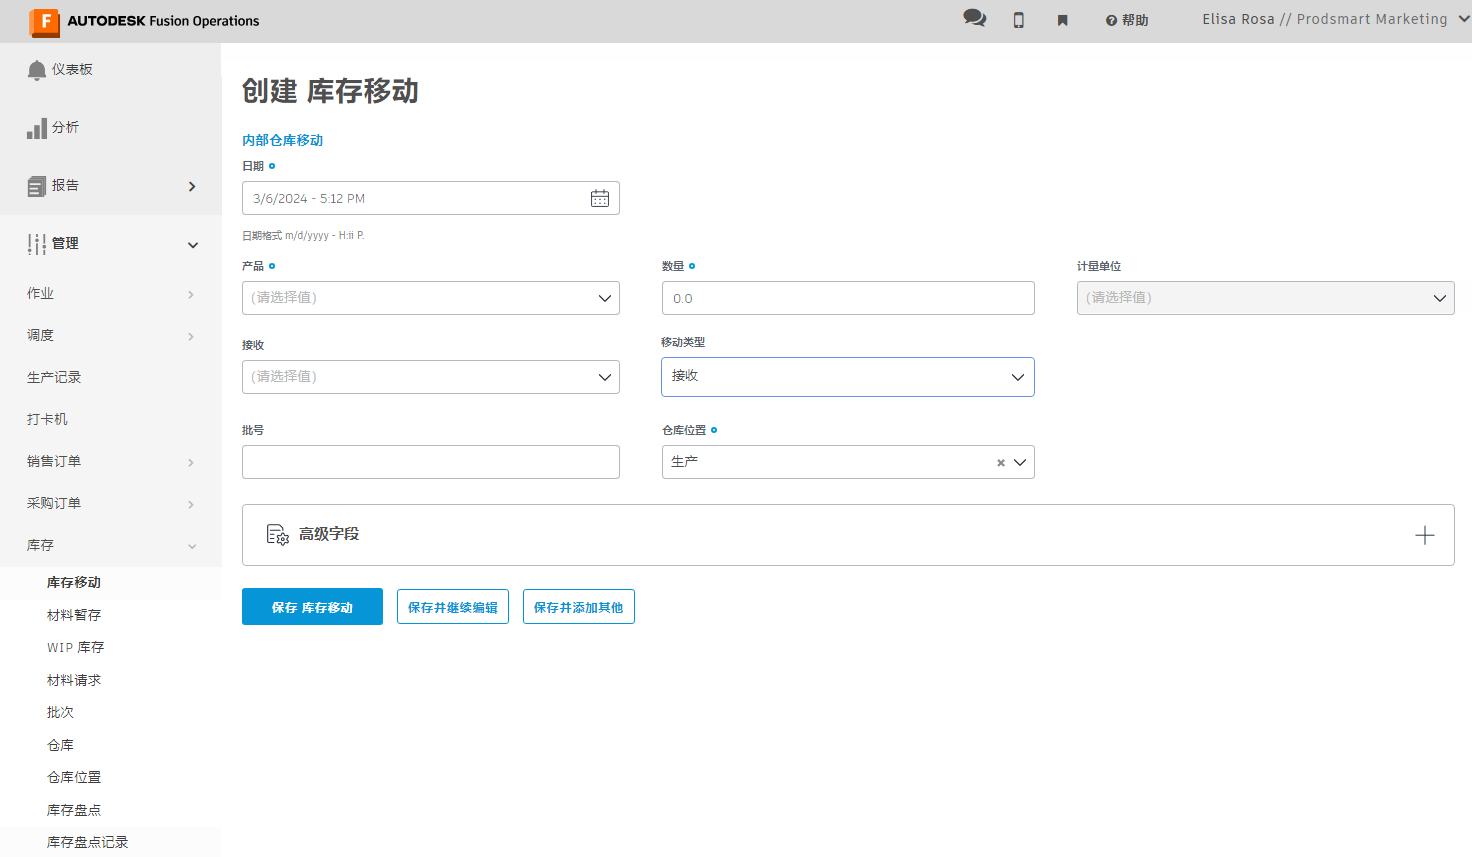 AUTODESK Fusion Operations
帮助
Elisa Rosa // Prodsmart Marketing
仪表板
分析
报告
管理
作业
调度
生产记录
打卡机
销售订单
采购订单
库存
库存移动
材料暂存
WIP 库存
材料请求
批次
仓库
仓库位置
库存盘点
库存盘点记录
创建 库存移动
内部仓库移动
日期
3/6/2024 - 5:12 PM
日期格式 m/d/yyyy - H:ii P.
产品
数量
计量单位
(请选择值)
0.0
(请选择值)
接收
移动类型
(请选择值)
接收
批号
仓库位置
生产
高级字段
保存 库存移动
保存并继续编辑
保存并添加其他